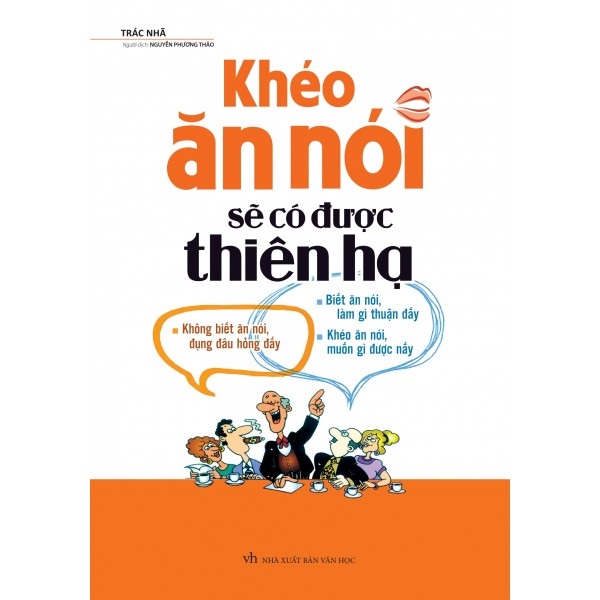 TRÁC NHÃ
Người dịch: NGUYỄN PHƯƠNG THẢO
Khéo
ăn nói
sẽ có được
thiên hạ
Không biết ăn nói,
đụng đâu hỏng đấy
Biết ăn nói,
làm gì thuận đấy
Khéo ăn nói,
muốn gì được nấy
vh NHÀ XUẤT BẢN VĂN HỌC